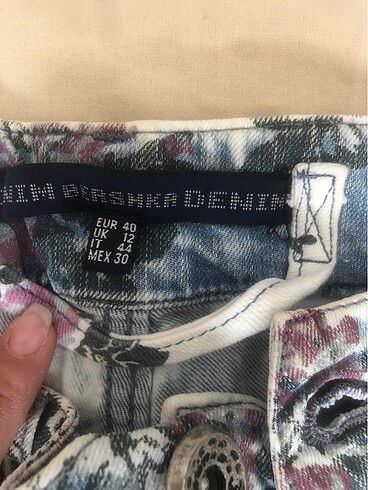 NIM BERSHKA DENIM
EUR 40
UK 12
IT 44
MEX 30